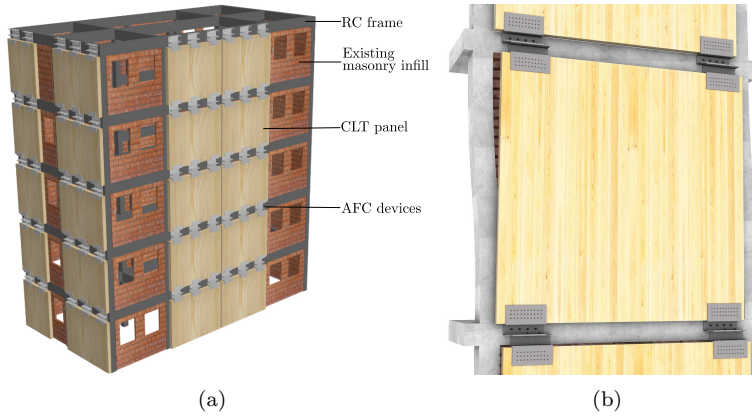 RC frame
Existing
masonry infill
CLT panel
AFC devices
(a)
(b)